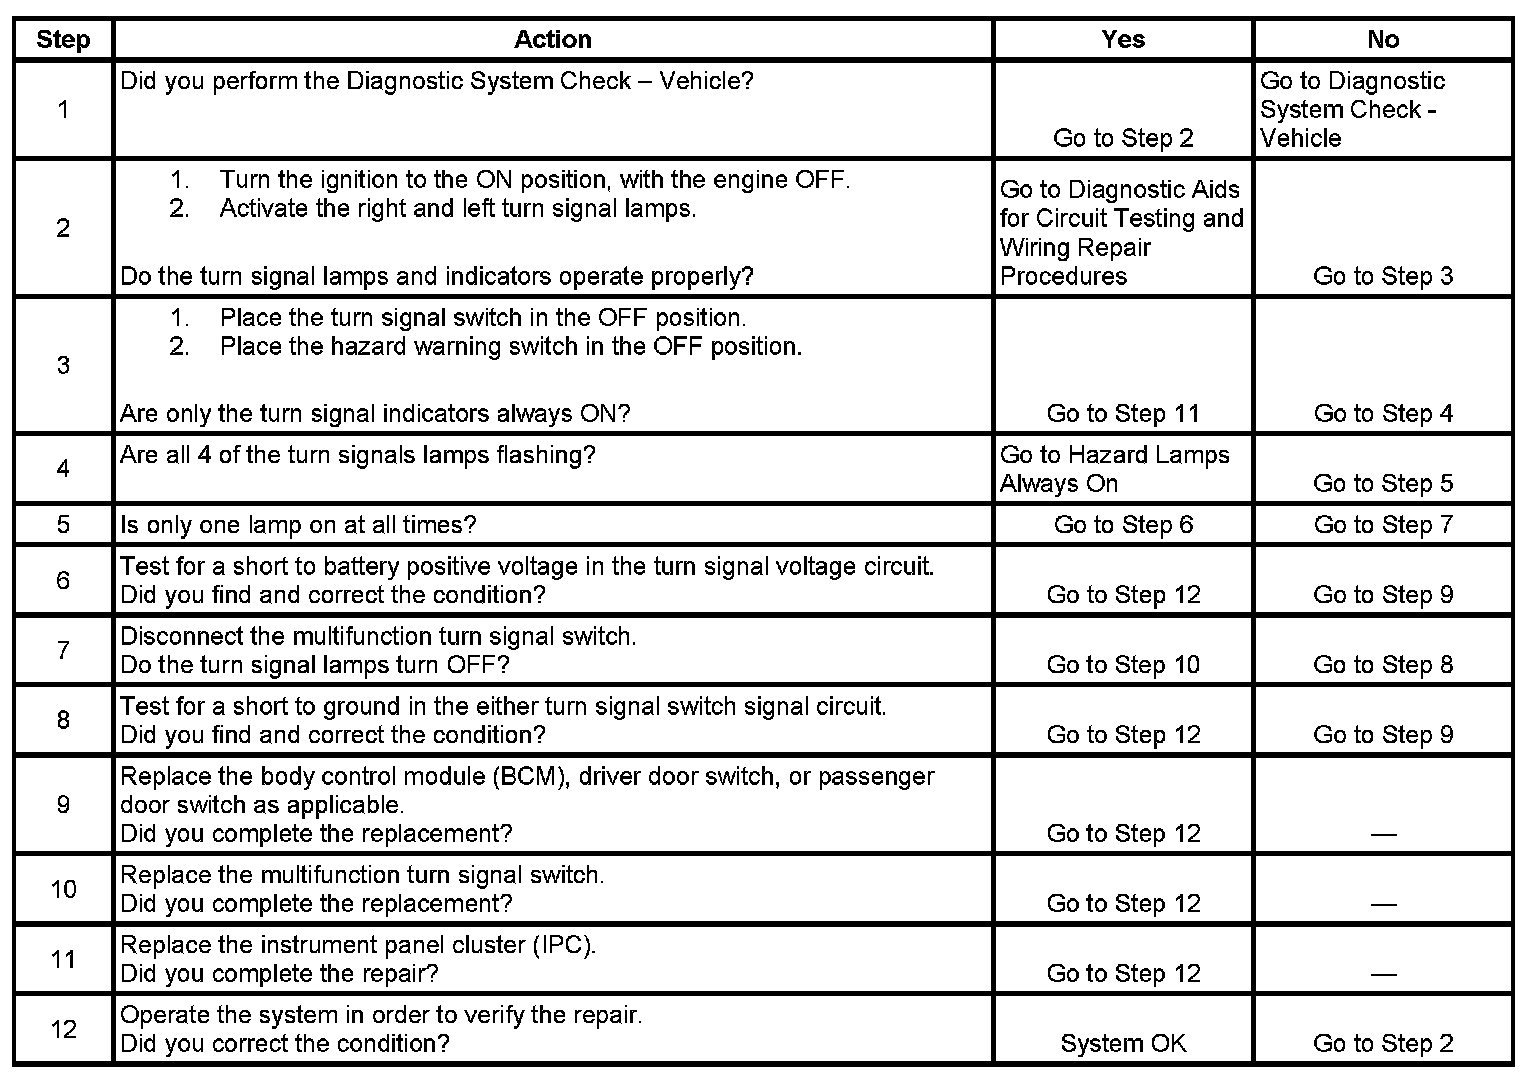 Step Action Yes No
1
Did you perform the Diagnostic System Check – Vehicle?
Go to Step 2
Go to Diagnostic
System Check -
Vehicle
2
1. Turn the ignition to the ON position, with the engine OFF.
2. Activate the right and left turn signal lamps.
Do the turn signal lamps and indicators operate properly?
Go to Diagnostic Aids
for Circuit Testing and
Wiring Repair
Procedures
Go to Step 3
3
1. Place the turn signal switch in the OFF position.
2. Place the hazard warning switch in the OFF position.
Are only the turn signal indicators always ON?
Go to Step 11
Go to Step 4
4
Are all 4 of the turn signals lamps flashing?
Go to Hazard Lamps
Always On
Go to Step 5
5
Is only one lamp on at all times?
Go to Step 6
Go to Step 7
6
Test for a short to battery positive voltage in the turn signal voltage circuit.
Did you find and correct the condition?
Go to Step 12
Go to Step 9
7
Disconnect the multifunction turn signal switch.
Do the turn signal lamps turn OFF?
Go to Step 10
Go to Step 8
8
Test for a short to ground in the either turn signal switch signal circuit.
Did you find and correct the condition?
Go to Step 12
Go to Step 9
9
Replace the body control module (BCM), driver door switch, or passenger
door switch as applicable.
Did you complete the replacement?
Go to Step 12
—
10
Replace the multifunction turn signal switch.
Did you complete the replacement?
Go to Step 12
—
11
Replace the instrument panel cluster (IPC).
Did you complete the repair?
Go to Step 12
—
12
Operate the system in order to verify the repair.
Did you correct the condition?
System OK
Go to Step 2